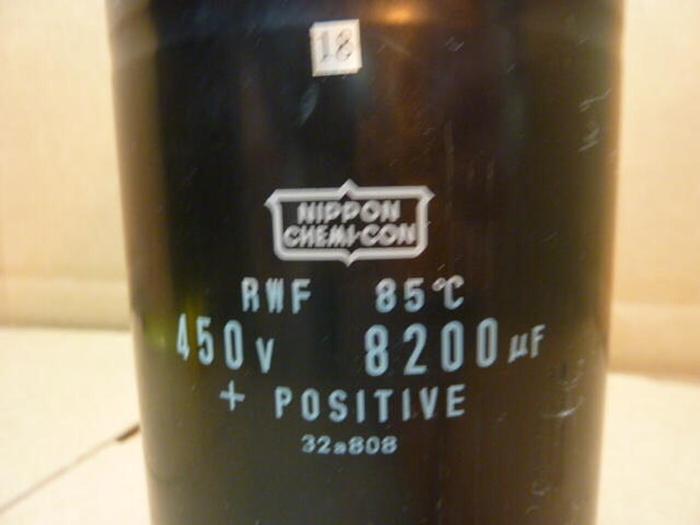 18
NIPPON
CHEMI-CON
RWF 85°C
450V 8200µF
+ POSITIVE
32a808